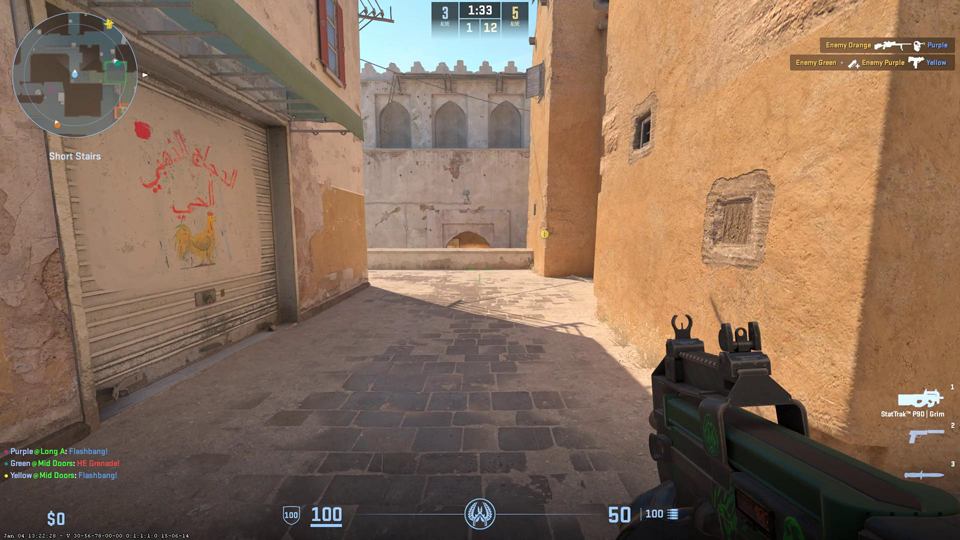 3
1:33
5
1
12
Enemy Orange
Purple
Enemy Green + Enemy Purple
Yellow
Short Stairs
1
StatTrak™ P90 | Grim
2
3
Purple @ Long A: Flashbang!
Green @ Mid Doors: HE Grenade!
Yellow @ Mid Doors: Flashbang!
$0
100
100
50
100